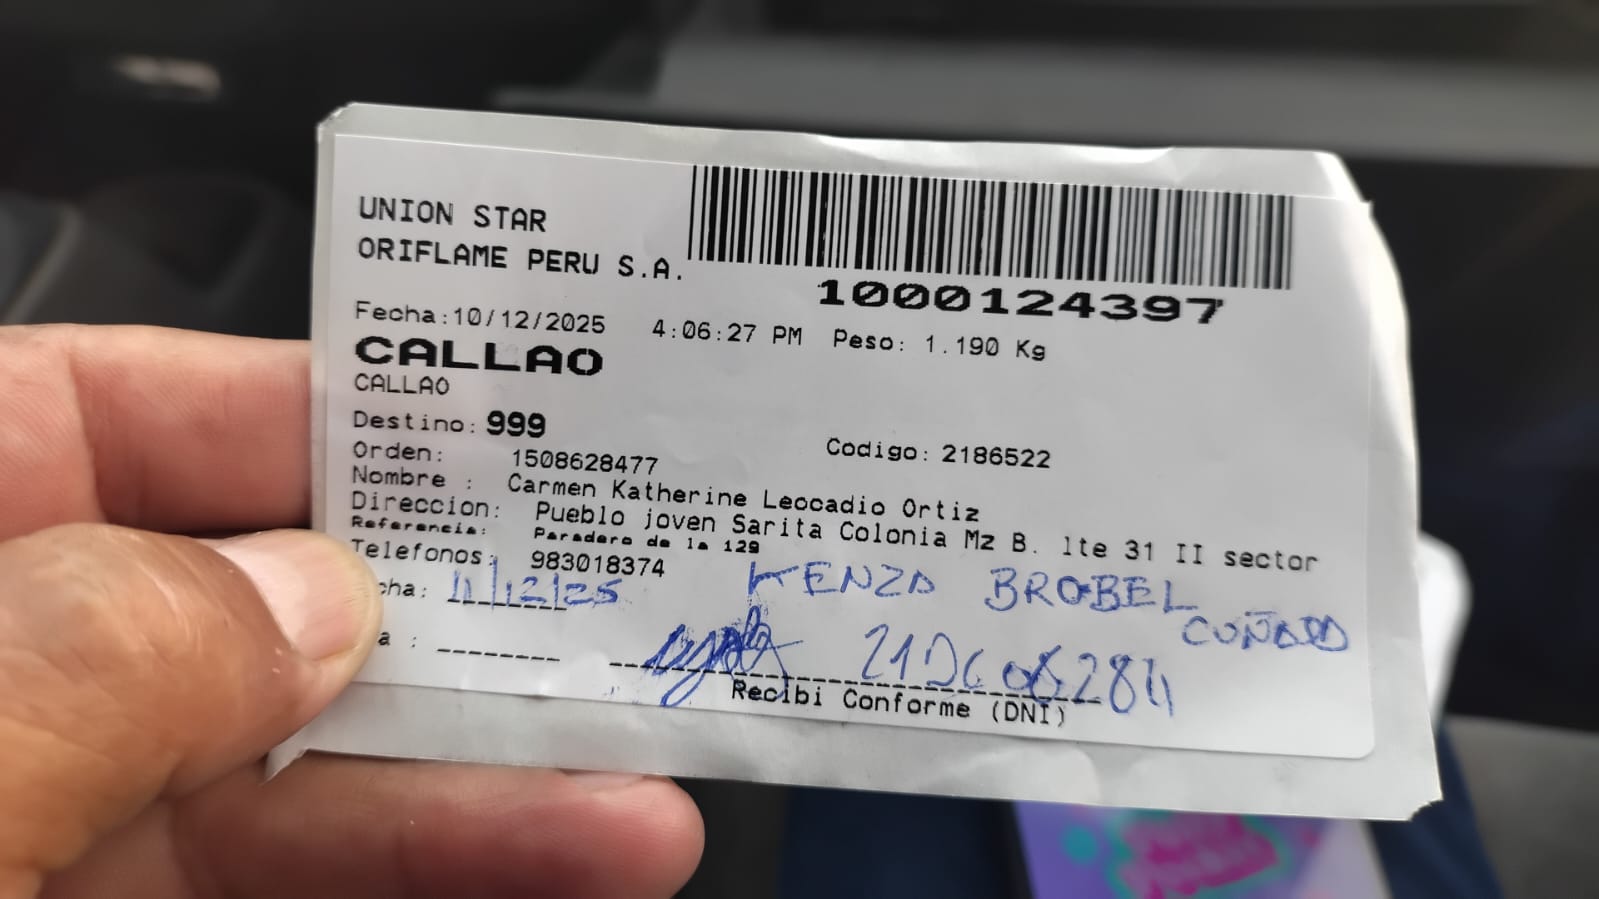 UNION STAR
ORIFLAME PERU S.A.
1000124397
Fecha:10/12/2025 4:06:27 PM Peso: 1.190 Kg
CALLAO
CALLAO
Destino: 999
Codigo: 2186522
Orden: 1508628477
Nombre : Carmen Katherine Leocadio Ortiz
Direccion: Pueblo joven Sarita Colonia Mz B. lte 31 II sector
Referencia: Paradero de la 129
Telefonos: 983018374
cha: 11/12/25 KENZA BROBEL
CUÑADO
a :
Recibi Conforme (DNI)